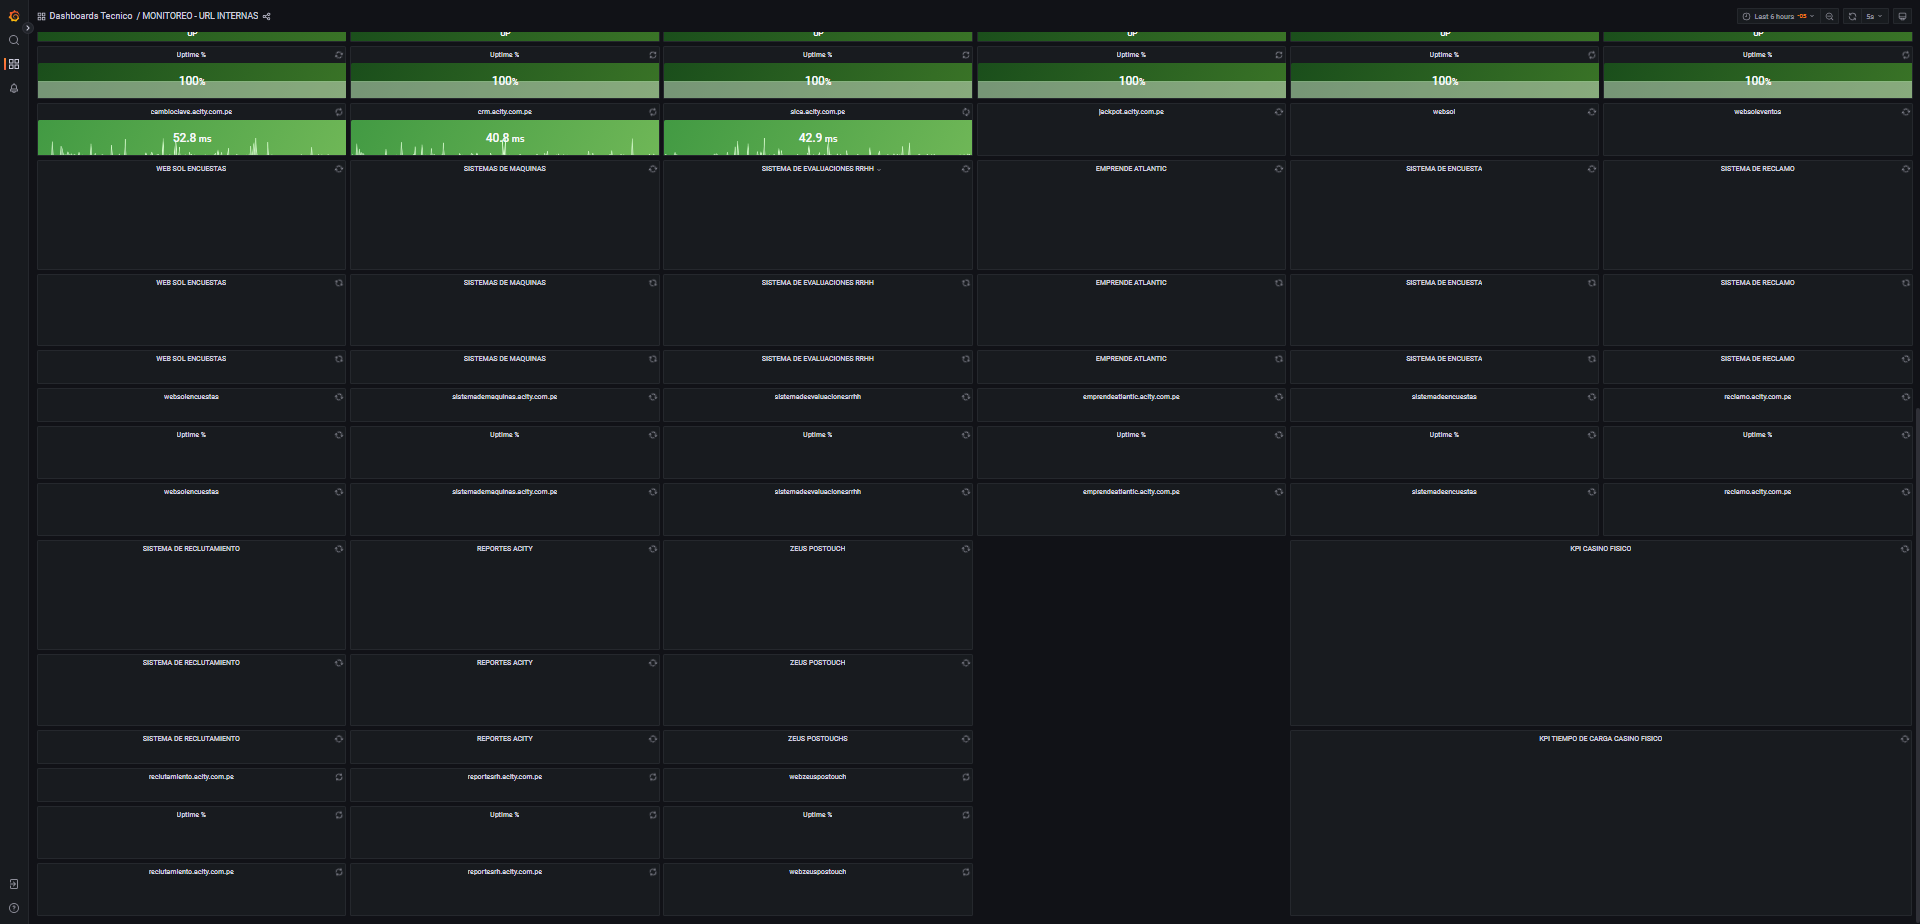 Dashboards Tecnico / MONITOREO - URL INTERNAS
Last 6 hours -05
5s
UP UP UP UP UP UP
Uptime % Uptime % Uptime % Uptime % Uptime % Uptime %
100% 100% 100% 100% 100% 100%
cambioclave.acity.com.pe crm.acity.com.pe sica.acity.com.pe jackpot.acity.com.pe websol websoleventos
52.8 ms 40.8 ms 42.9 ms
WEB SOL ENCUESTAS SISTEMAS DE MAQUINAS SISTEMA DE EVALUACIONES RRHH EMPRENDE ATLANTIC SISTEMA DE ENCUESTA SISTEMA DE RECLAMO
WEB SOL ENCUESTAS SISTEMAS DE MAQUINAS SISTEMA DE EVALUACIONES RRHH EMPRENDE ATLANTIC SISTEMA DE ENCUESTA SISTEMA DE RECLAMO
WEB SOL ENCUESTAS SISTEMAS DE MAQUINAS SISTEMA DE EVALUACIONES RRHH EMPRENDE ATLANTIC SISTEMA DE ENCUESTA SISTEMA DE RECLAMO
websolencuestas sistemademaquinas.acity.com.pe sistemadeevaluacionesrrhh emprendeatlantic.acity.com.pe sistemadeencuestas reclamo.acity.com.pe
Uptime % Uptime % Uptime % Uptime % Uptime % Uptime %
websolencuestas sistemademaquinas.acity.com.pe sistemadeevaluacionesrrhh emprendeatlantic.acity.com.pe sistemadeencuestas reclamo.acity.com.pe
SISTEMA DE RECLUTAMIENTO REPORTES ACITY ZEUS POSTOUCH KPI CASINO FISICO
SISTEMA DE RECLUTAMIENTO REPORTES ACITY ZEUS POSTOUCH
SISTEMA DE RECLUTAMIENTO REPORTES ACITY ZEUS POSTOUCHS KPI TIEMPO DE CARGA CASINO FISICO
reclutamiento.acity.com.pe reportesrh.acity.com.pe webzeuspostouch
Uptime % Uptime % Uptime %
reclutamiento.acity.com.pe reportesrh.acity.com.pe webzeuspostouch